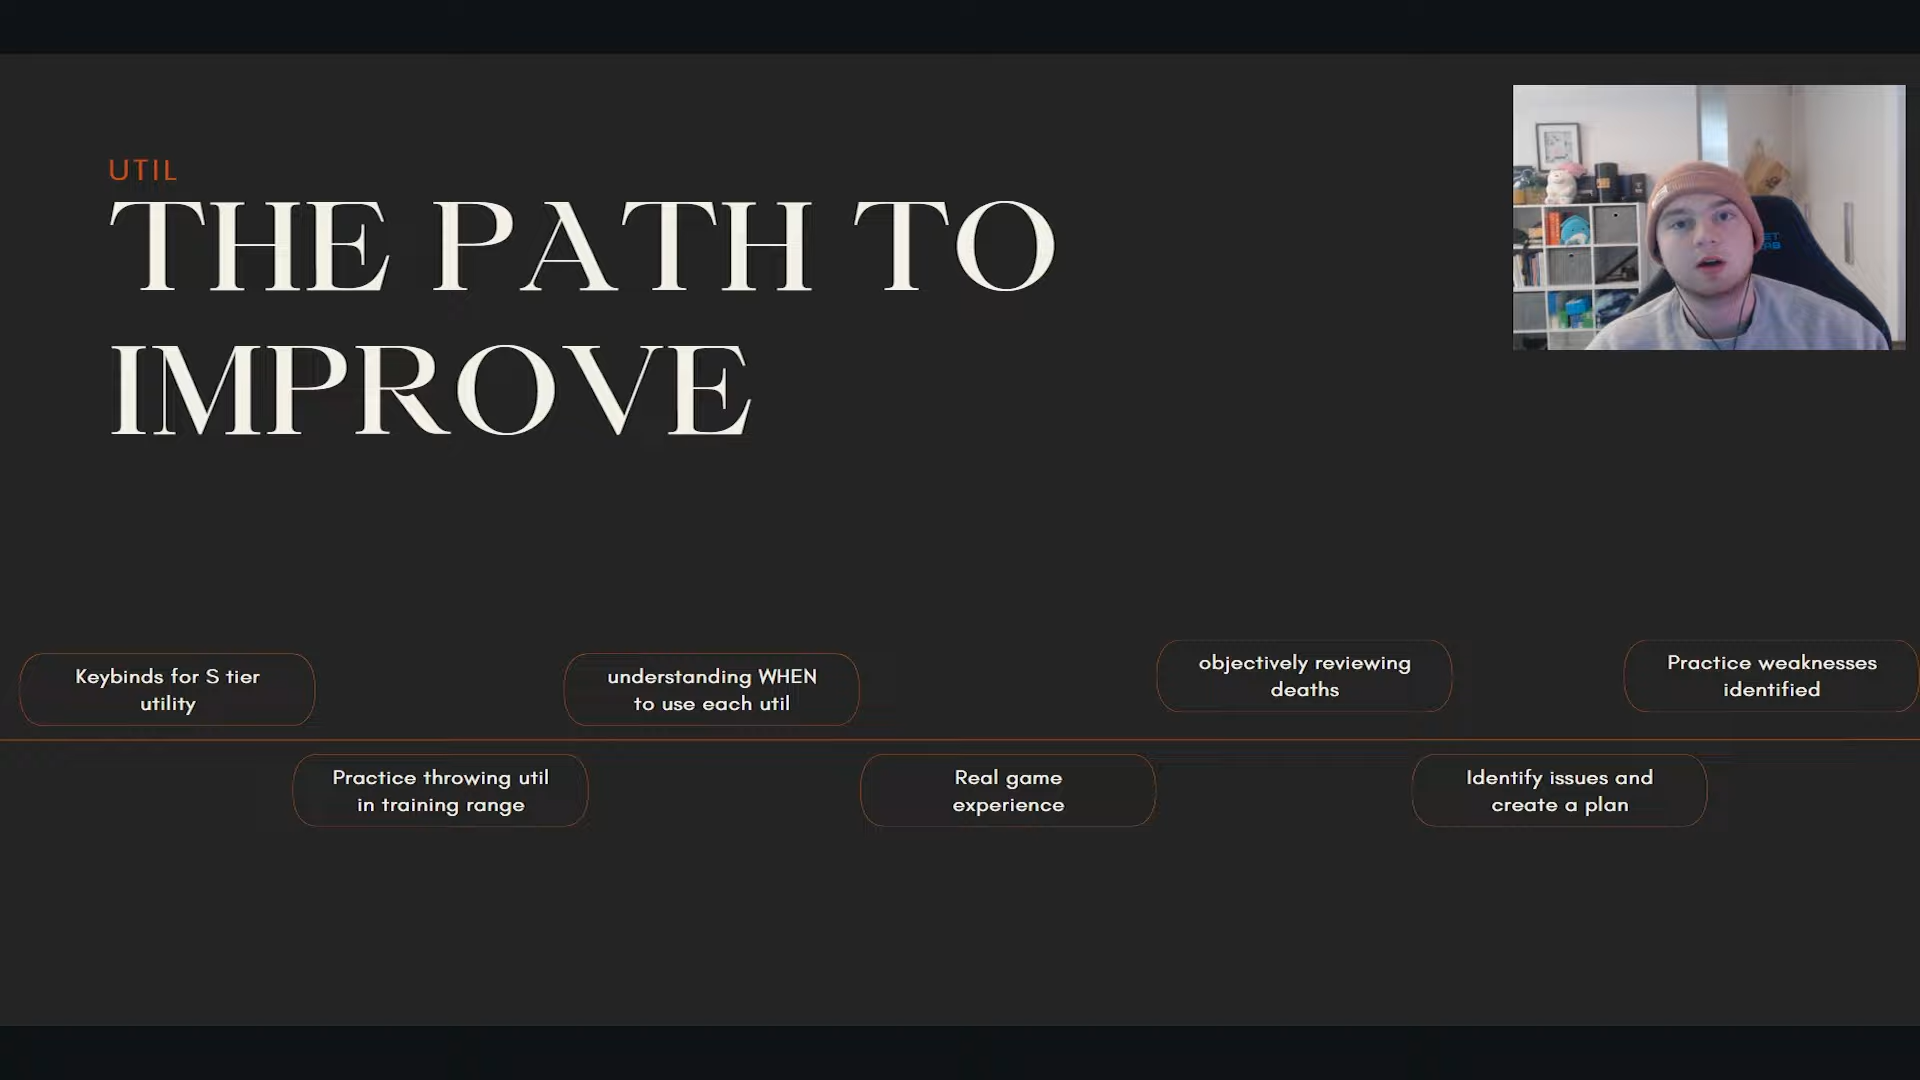 UTIL
THE PATH TO
IMPROVE
Keybinds for S tier
utility
Practice throwing util
in training range
understanding WHEN
to use each util
Real game
experience
objectively reviewing
deaths
Identify issues and
create a plan
Practice weaknesses
identified